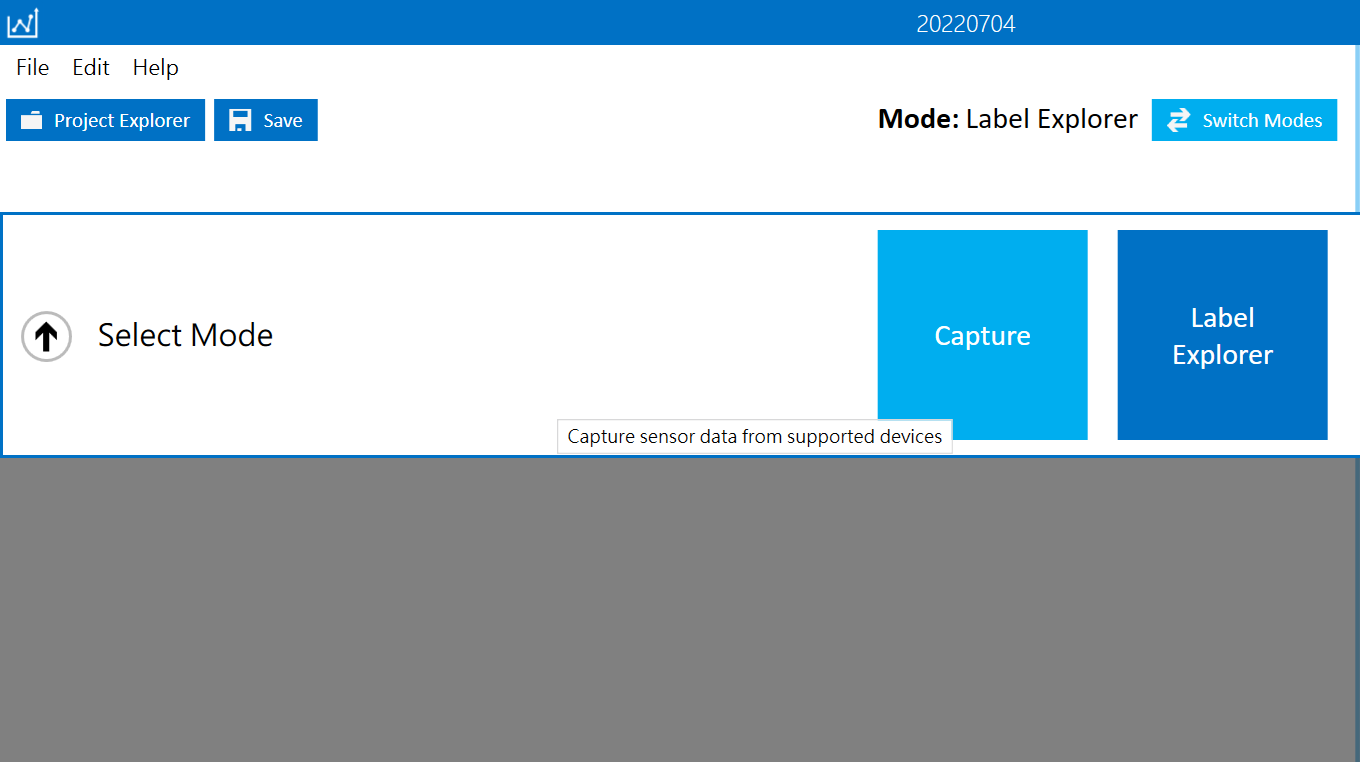 20220704
File Edit Help
Project Explorer Save Mode: Label Explorer Switch Modes
Select Mode
Capture
Label
Explorer
Capture sensor data from supported devices